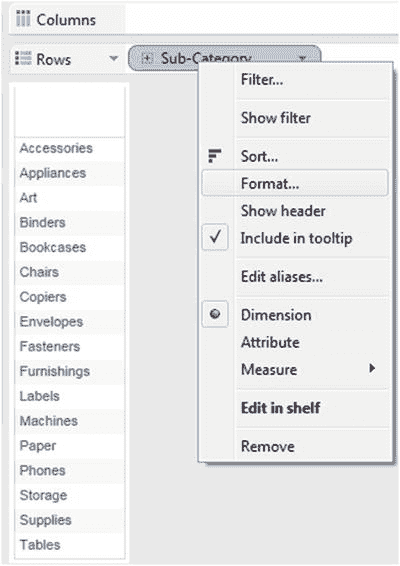 Columns
Rows
Sub-Category
Filter...
Show filter
Sort...
Format...
Show header
Include in tooltip
Edit aliases...
Dimension
Attribute
Measure
Edit in shelf
Remove
Accessories
Appliances
Art
Binders
Bookcases
Chairs
Copiers
Envelopes
Fasteners
Furnishings
Labels
Machines
Paper
Phones
Storage
Supplies
Tables